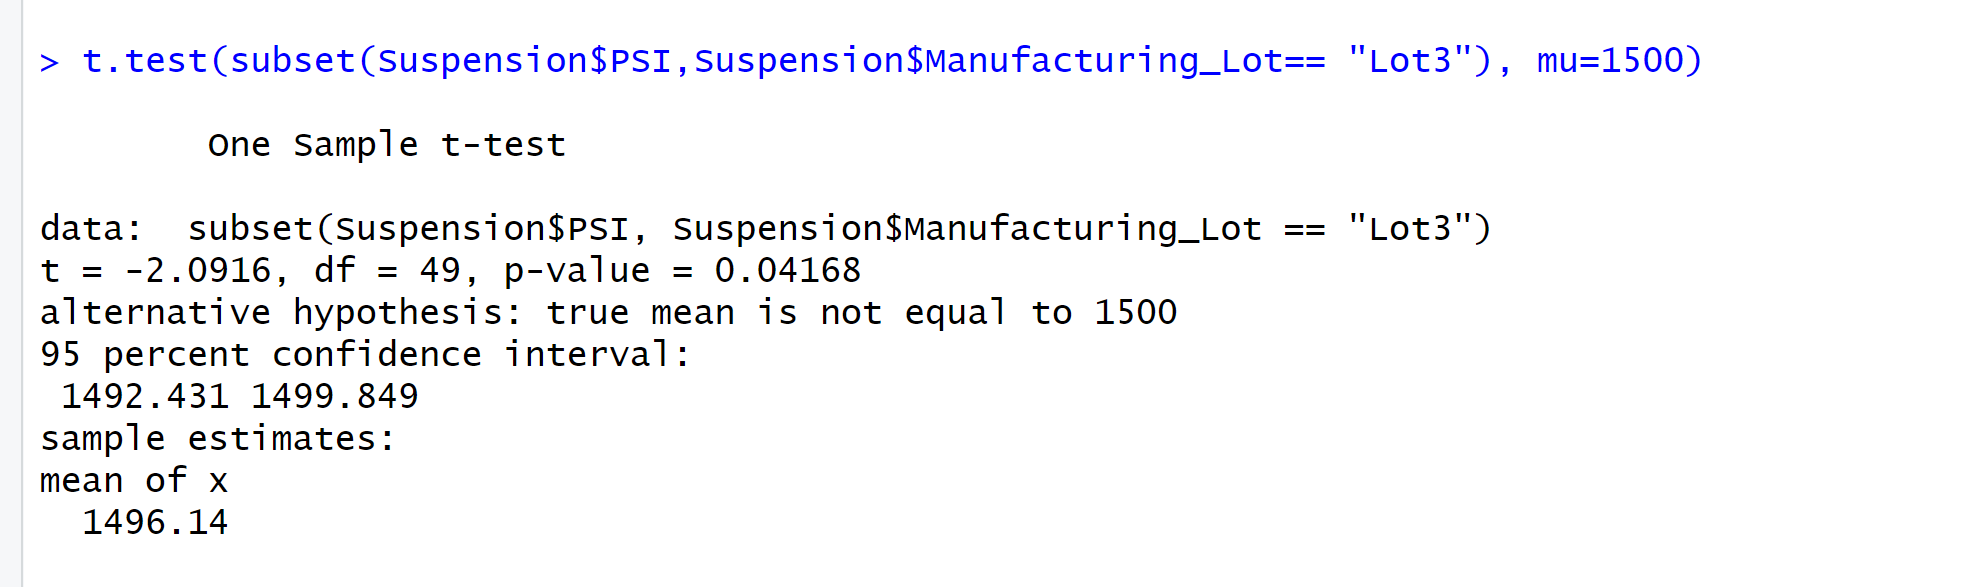 > t.test(subset(Suspension$PSI,Suspension$Manufacturing_Lot== "Lot3"), mu=1500)
One Sample t-test
data:  subset(Suspension$PSI, Suspension$Manufacturing_Lot == "Lot3")
t = -2.0916, df = 49, p-value = 0.04168
alternative hypothesis: true mean is not equal to 1500
95 percent confidence interval:
1492.431 1499.849
sample estimates:
mean of x
1496.14